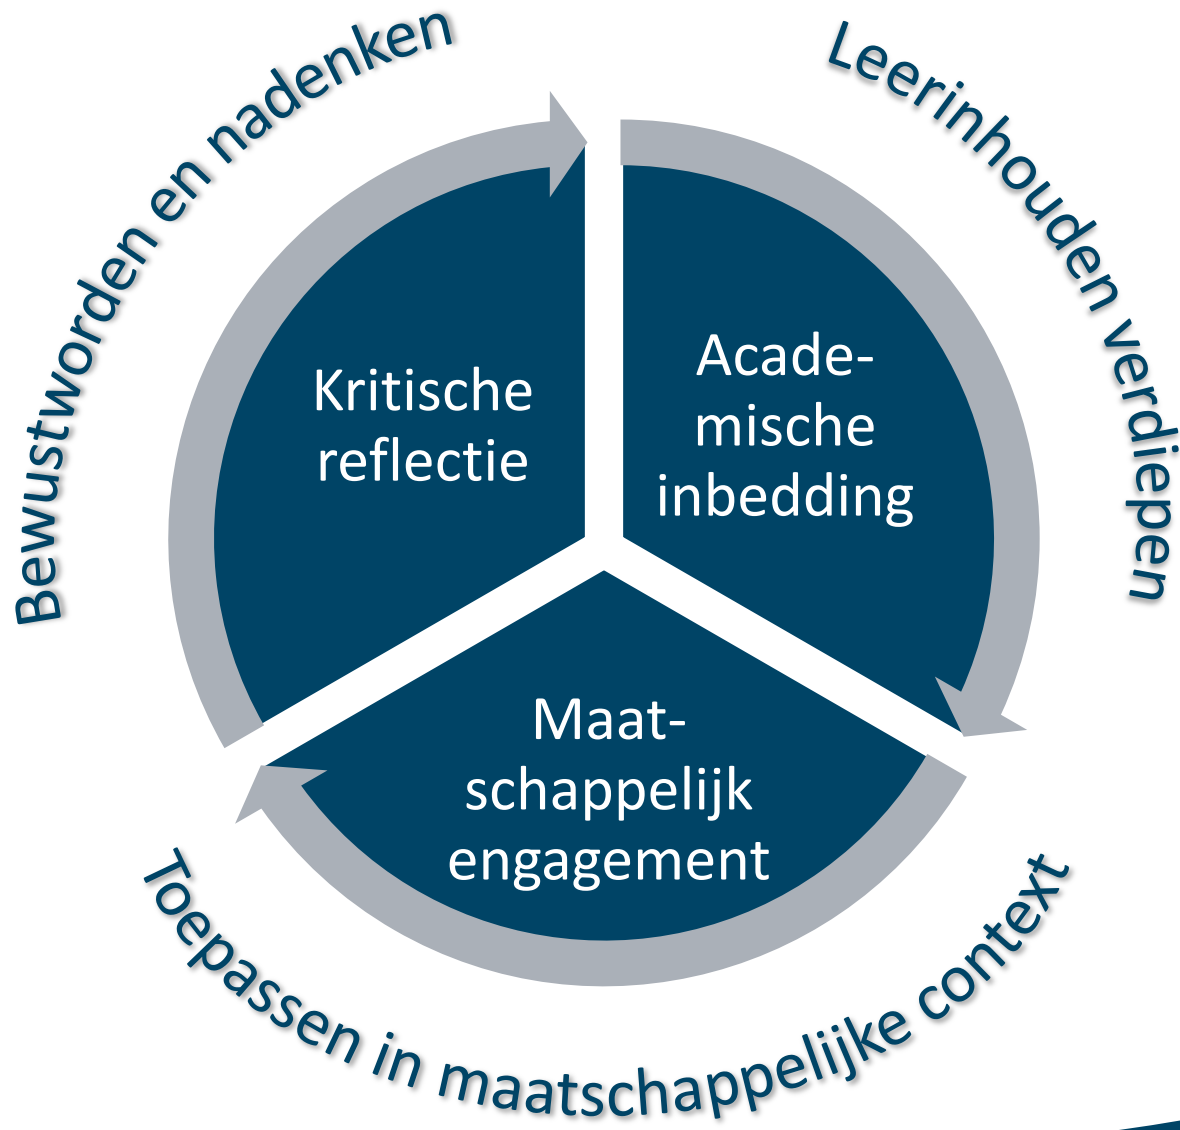 Bewustworden en nadenken
Leerinhouden verdiepen
Kritische
reflectie
Acade-
mische
inbedding
Maat-
schappelijk
engagement
Toepassen in maatschappelijke context